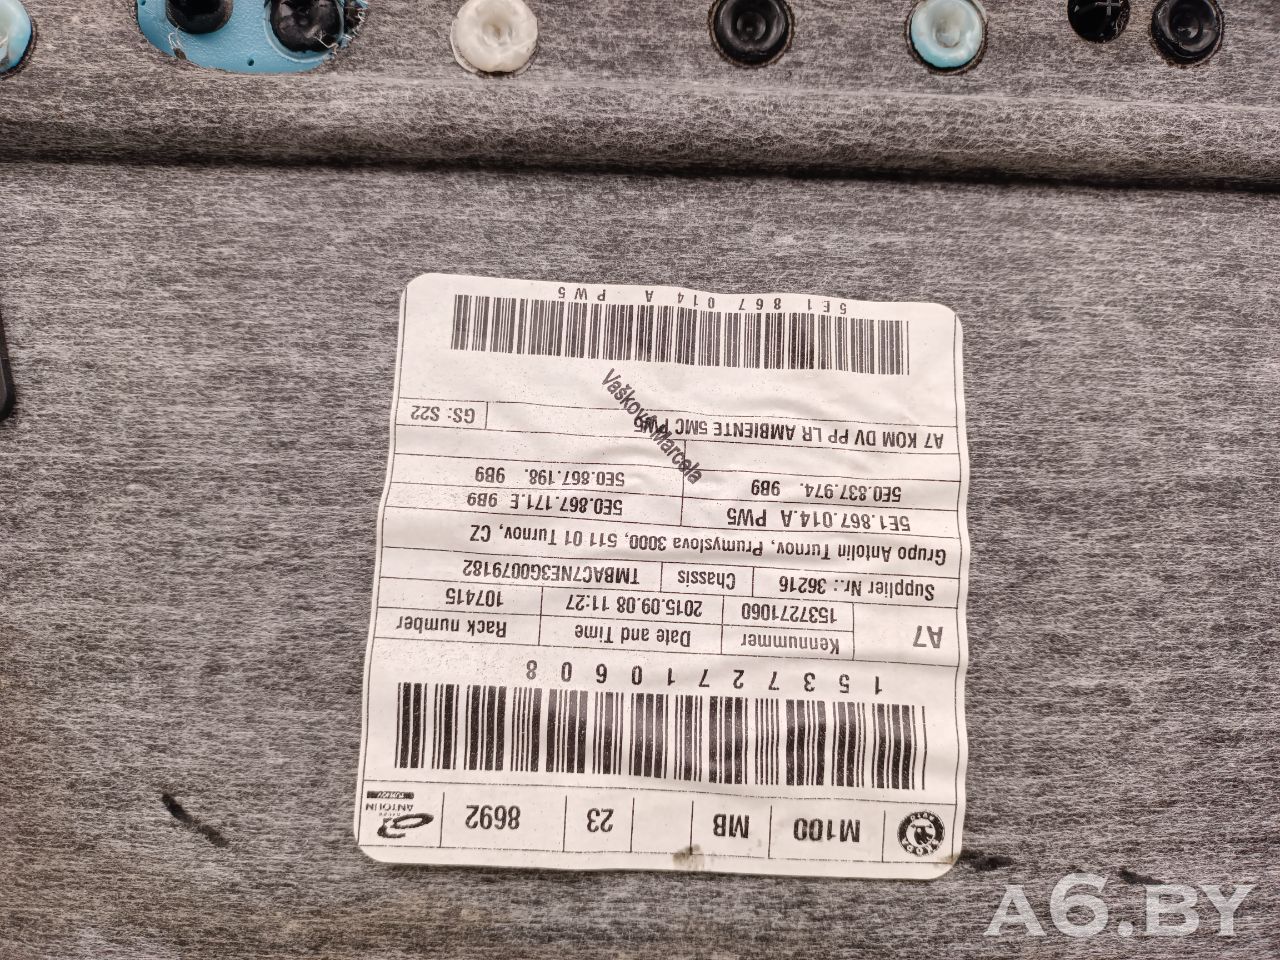 M100 MB 23 8692
GRUPO ANTOLIN TURNOV
1 5 3 7 2 7 1 0 6 0 8
A7
Kennummer Date and Time Rack number
1537271060 2015.09.08 11:27 107415
Supplier Nr.: 36216 Chassis TMBAC7NE3G0079182
Grupo Antolin Turnov, Prumyslova 3000, 511 01 Turnov, CZ
5E1.867.014.A PW5 5E0.867.171.E 9B9
5E0.837.974. 9B9 5E0.867.198. 9B9
A7 KOM DV PP LR AMBIENTE 5MC PW5 GS: S22
Vašková Marcela
5E1 867 014 A PW5
A6.BY